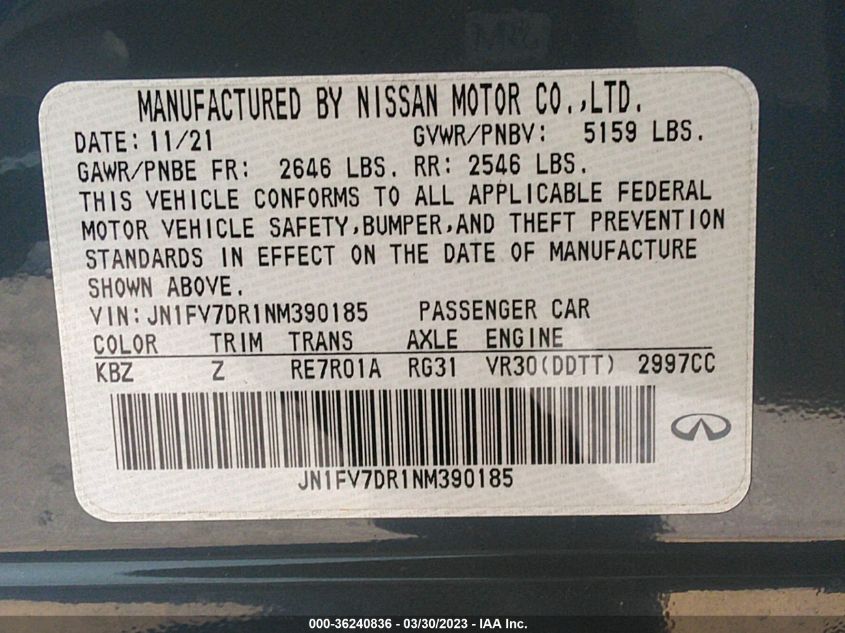 MANUFACTURED BY NISSAN MOTOR CO.,LTD.
DATE: 11/21 GVWR/PNBV: 5159 LBS.
GAWR/PNBE FR: 2646 LBS. RR: 2546 LBS.
THIS VEHICLE CONFORMS TO ALL APPLICABLE FEDERAL
MOTOR VEHICLE SAFETY,BUMPER,AND THEFT PREVENTION
STANDARDS IN EFFECT ON THE DATE OF MANUFACTURE
SHOWN ABOVE.
VIN:JN1FV7DR1NM390185 PASSENGER CAR
COLOR TRIM TRANS AXLE ENGINE
KBZ Z RE7R01A RG31 VR30(DDTT) 2997CC
JN1FV7DR1NM390185
000-36240836 - 03/30/2023 - IAA Inc.